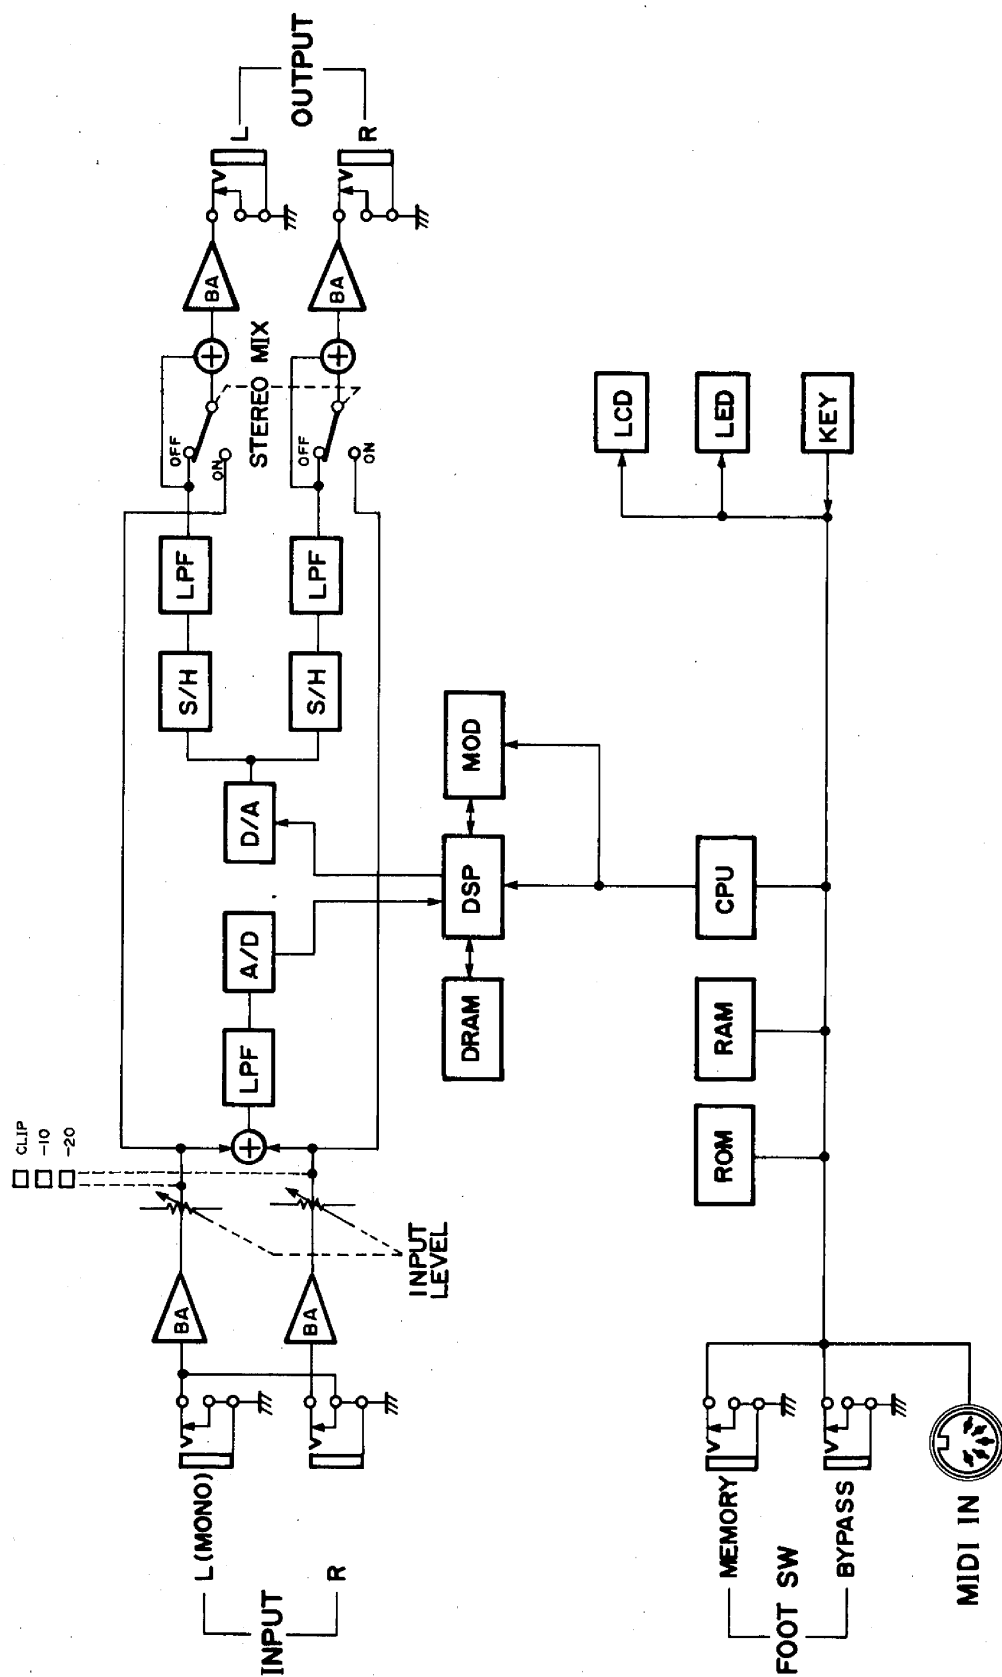 INPUT
L(MONO)
R
BA
BA
INPUT
LEVEL
CLIP
-10
-20
LPF
A/D
D/A
S/H
S/H
LPF
LPF
OFF
ON
STEREO MIX
OFF
ON
BA
BA
L
R
OUTPUT
V
V
V
V
DRAM
DSP
MOD
ROM
RAM
CPU
LCD
LED
KEY
FOOT SW
MEMORY
BYPASS
V
V
MIDI IN